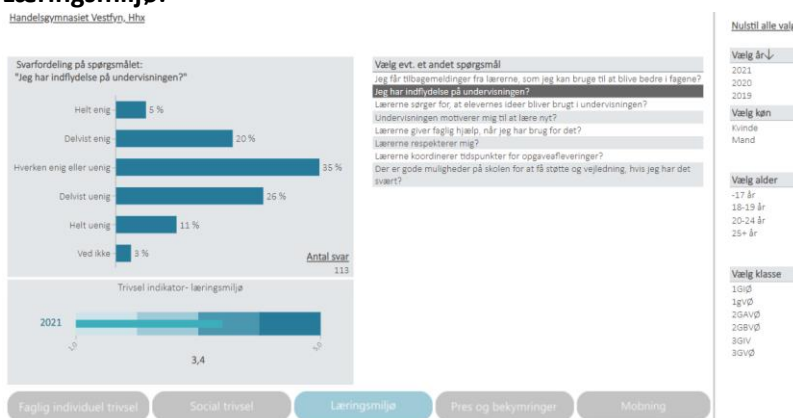 Læringsmiljø:
Handelsgymnasiet Vestfyn, Hhx
Svarfordeling på spørgsmålet:
"Jeg har indflydelse på undervisningen?"
Helt enig 5 %
Delvist enig 20 %
Hverken enig eller uenig 35 %
Delvist uenig 26 %
Helt uenig 11 %
Ved ikke 3 %
Antal svar
113
Trivsel indikator- læringsmiljø
2021
1,0
5,0
3,4
Vælg evt. et andet spørgsmål
Jeg får tilbagemeldinger fra lærerne, som jeg kan bruge til at blive bedre i fagene?
Jeg har indflydelse på undervisningen?
Lærerne sørger for, at elevernes ideer bliver brugt i undervisningen?
Undervisningen motiverer mig til at lære nyt?
Lærerne giver faglig hjælp, når jeg har brug for det?
Lærerne respekterer mig?
Lærerne koordinerer tidspunkter for opgaveafleveringer?
Der er gode muligheder på skolen for at få støtte og vejledning, hvis jeg har det
svært?
Nulstil alle valg
Vælg år↓
2021
2020
2019
Vælg køn
Kvinde
Mand
Vælg alder
-17 år
18-19 år
20-24 år
25+ år
Vælg klasse
1GIØ
1gVØ
2GAVØ
2GBVØ
3GIV
3GVØ
Faglig individuel trivsel
Social trivsel
Læringsmiljø
Pres og bekymringer
Mobning